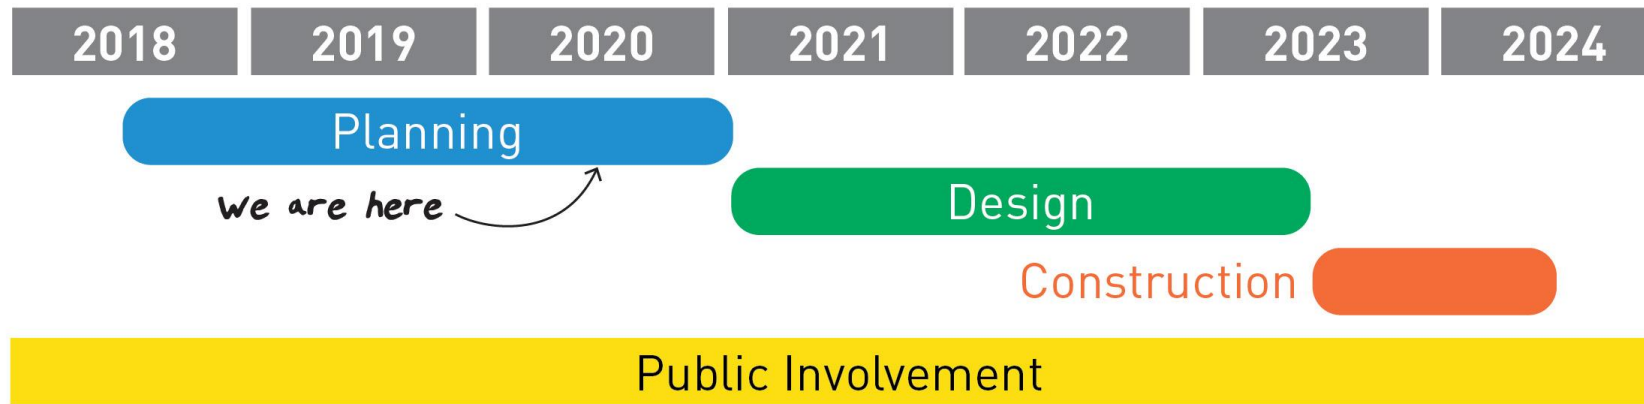 2018 2019 2020 2021 2022 2023 2024
Planning
We are here
Design
Construction
Public Involvement